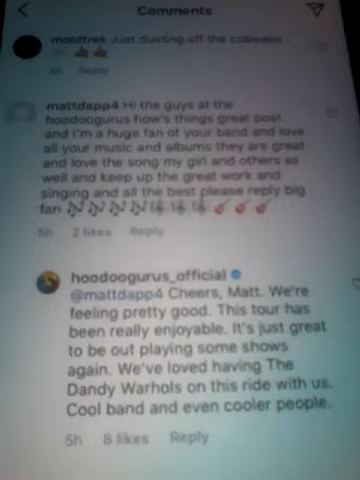 Comments
moldtrek Just dusting off the cobwebs
Reply
mattdapp4 Hi the guys at the
hoodoogurus how's things great post
and i'm a huge fan of your band and love
all your music and albums they are great
and love the song my girl and others as
well and keep up the great work and
singing and all the best please reply big
fan 🎶🎶🎶🎶🎼🎼🎼🎸🎸🎸
5h 2 likes Reply
hoodoogurus_official
@mattdapp4 Cheers, Matt. We're
feeling pretty good. This tour has
been really enjoyable. It's just great
to be out playing some shows
again. We've loved having The
Dandy Warhols on this ride with us.
Cool band and even cooler people.
5h 8 likes Reply